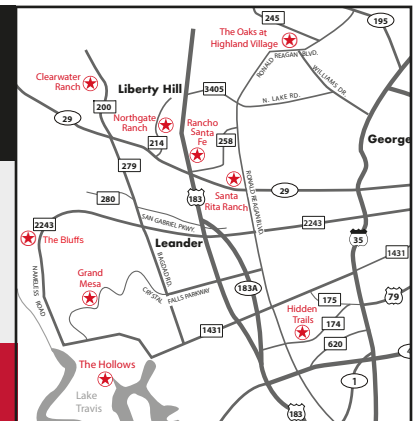 245
195
The Oaks at
Highland Village
RONALD REAGAN BLVD.
WILLIAMS DR
Clearwater
Ranch
Liberty Hill
3405
N. LAKE RD.
200
29
Northgate
Ranch
Rancho
Santa
Fe
George
214
258
279
183
Santa
Rita Ranch
RONALD REAGAN BLVD.
29
280
2243
SAN GABRIEL PKWY.
2243
The Bluffs
Leander
35
1431
NAMELESS ROAD
Grand
Mesa
BAGDAD RD.
CRYSTAL FALLS PARKWAY
183A
175
79
Hidden
Trails
174
1431
620
4
The Hollows
Lake
Travis
1
183